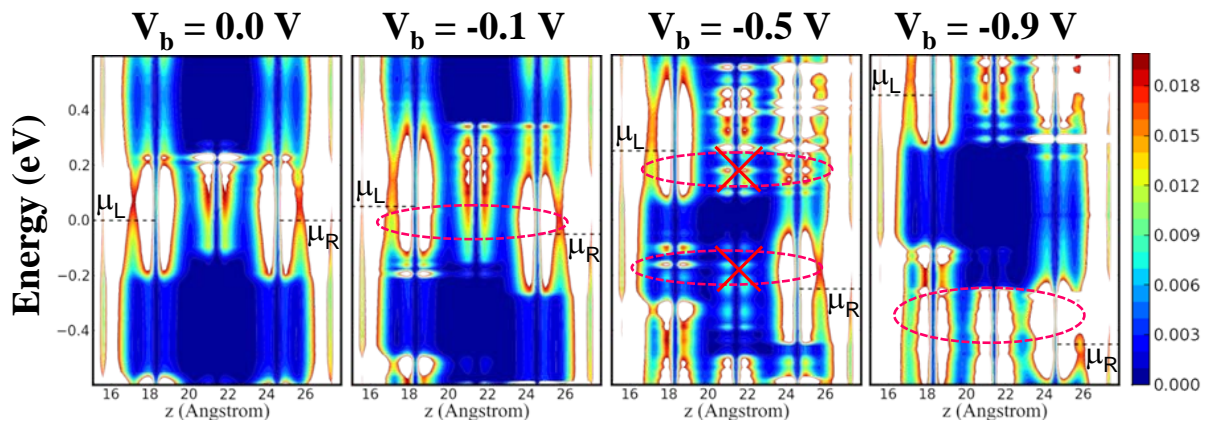 V_b = 0.0 V
V_b = -0.1 V
V_b = -0.5 V
V_b = -0.9 V
Energy (eV)
0.4
0.2
0.0
−0.2
−0.4
μ_L
μ_R
μ_L
μ_R
μ_L
μ_R
μ_L
μ_R
16 18 20 22 24 26
z (Angstrom)
16 18 20 22 24 26
z (Angstrom)
16 18 20 22 24 26
z (Angstrom)
16 18 20 22 24 26
z (Angstrom)
0.018
0.015
0.012
0.009
0.006
0.003
0.000